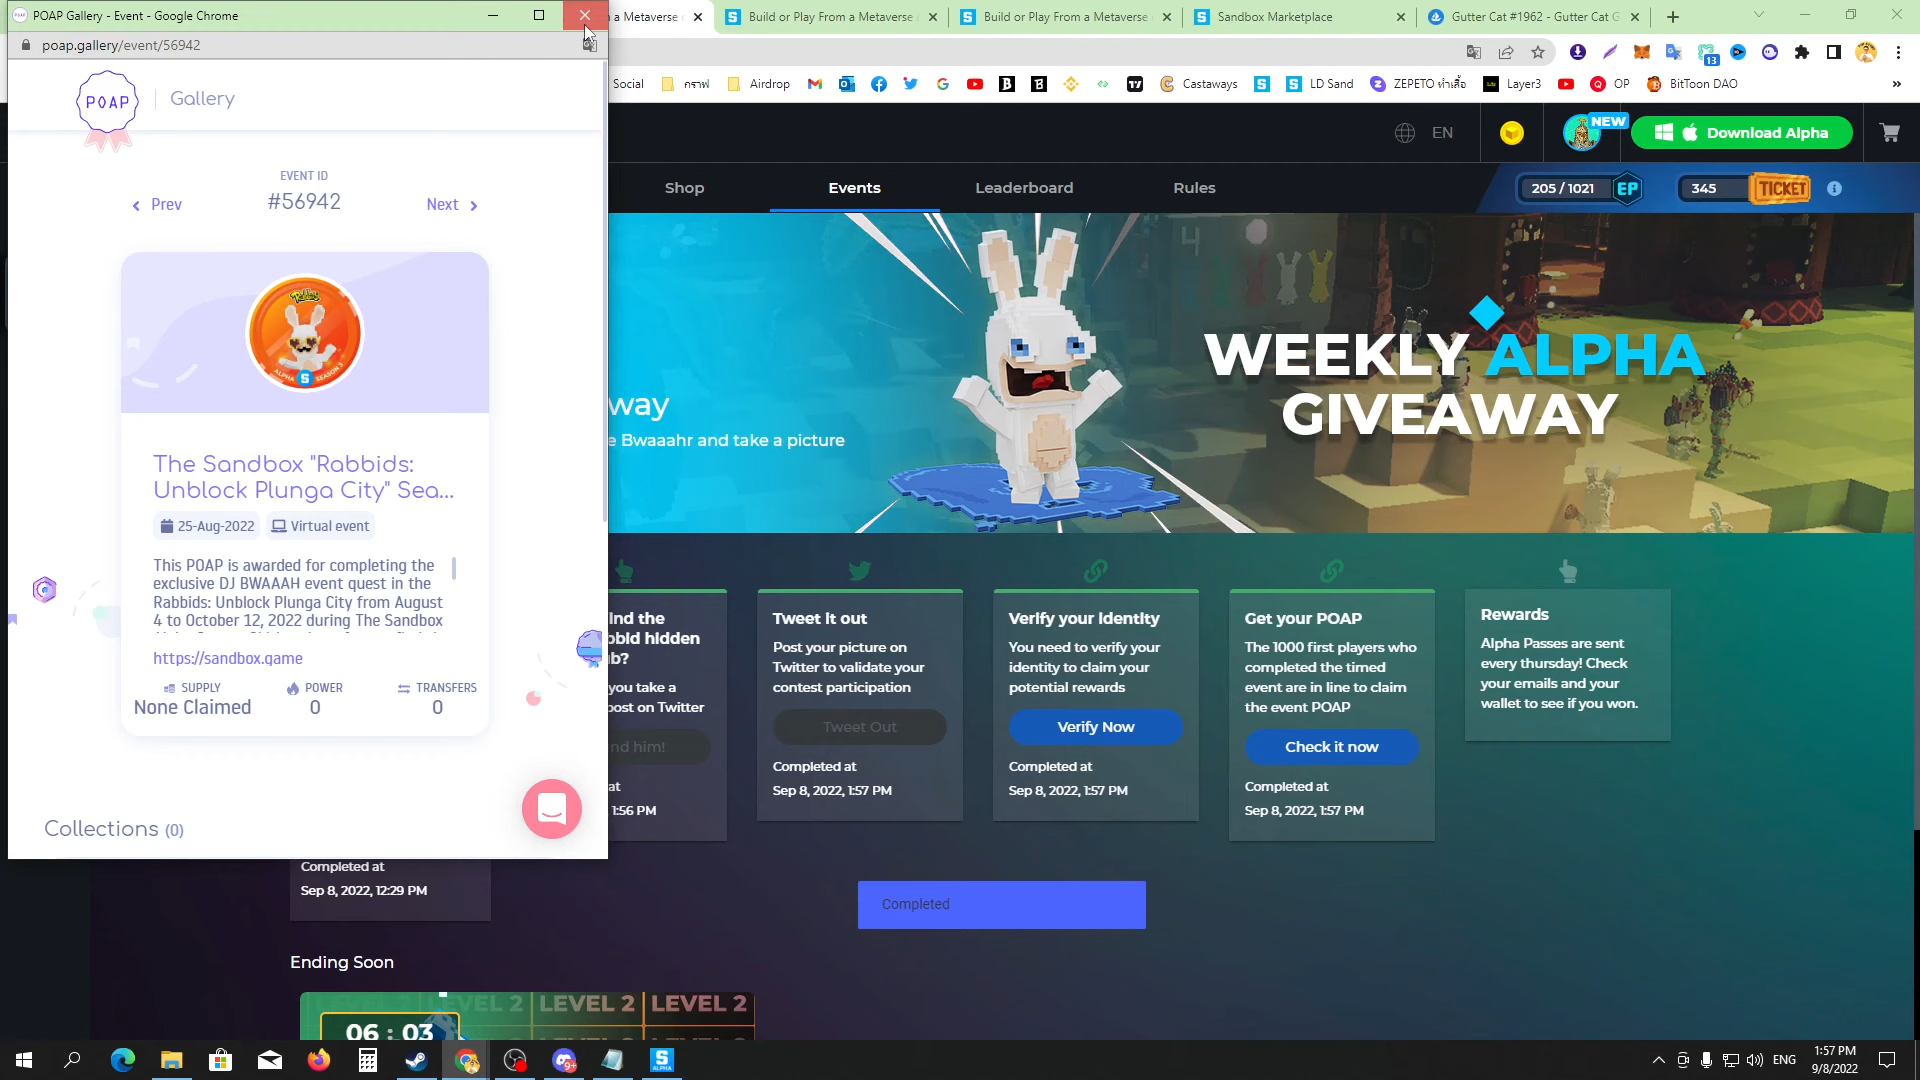 POAP Gallery - Event - Google Chrome
poap.gallery/event/56942
POAP
Gallery
EVENT ID
#56942
Prev
Next
The Sandbox "Rabbids:
Unblock Plunga City" Sea...
25-Aug-2022
Virtual event
This POAP is awarded for completing the
exclusive DJ BWAAAH event quest in the
Rabbids: Unblock Plunga City from August
4 to October 12, 2022 during The Sandbox
https://sandbox.game
SUPPLY
POWER
TRANSFERS
None Claimed
0
0
Collections (0)
n a Metaverse
Build or Play From a Metaverse
Build or Play From a Metaverse
Sandbox Marketplace
Gutter Cat #1962 - Gutter Cat G
13
Social
กราฟ
Airdrop
Castaways
LD Sand
ZEPETO ทำเสื้อ
Layer3
OP
BitToon DAO
EN
NEW
Download Alpha
Shop
Events
Leaderboard
Rules
205 / 1021
EP
345
TICKET
way
e Bwaaahr and take a picture
WEEKLY ALPHA
GIVEAWAY
ind the
bbid hidden
ub?
you take a
post on Twitter
nd him!
at
1:56 PM
Tweet it out
Post your picture on
Twitter to validate your
contest participation
Tweet Out
Completed at
Sep 8, 2022, 1:57 PM
Verify your identity
You need to verify your
identity to claim your
potential rewards
Verify Now
Completed at
Sep 8, 2022, 1:57 PM
Get your POAP
The 1000 first players who
completed the timed
event are in line to claim
the event POAP
Check it now
Completed at
Sep 8, 2022, 1:57 PM
Rewards
Alpha Passes are sent
every thursday! Check
your emails and your
wallet to see if you won.
Completed at
Sep 8, 2022, 12:29 PM
Completed
Ending Soon
LEVEL 2
LEVEL 2
LEVEL 2
06 : 03
ENG
1:57 PM
9/8/2022